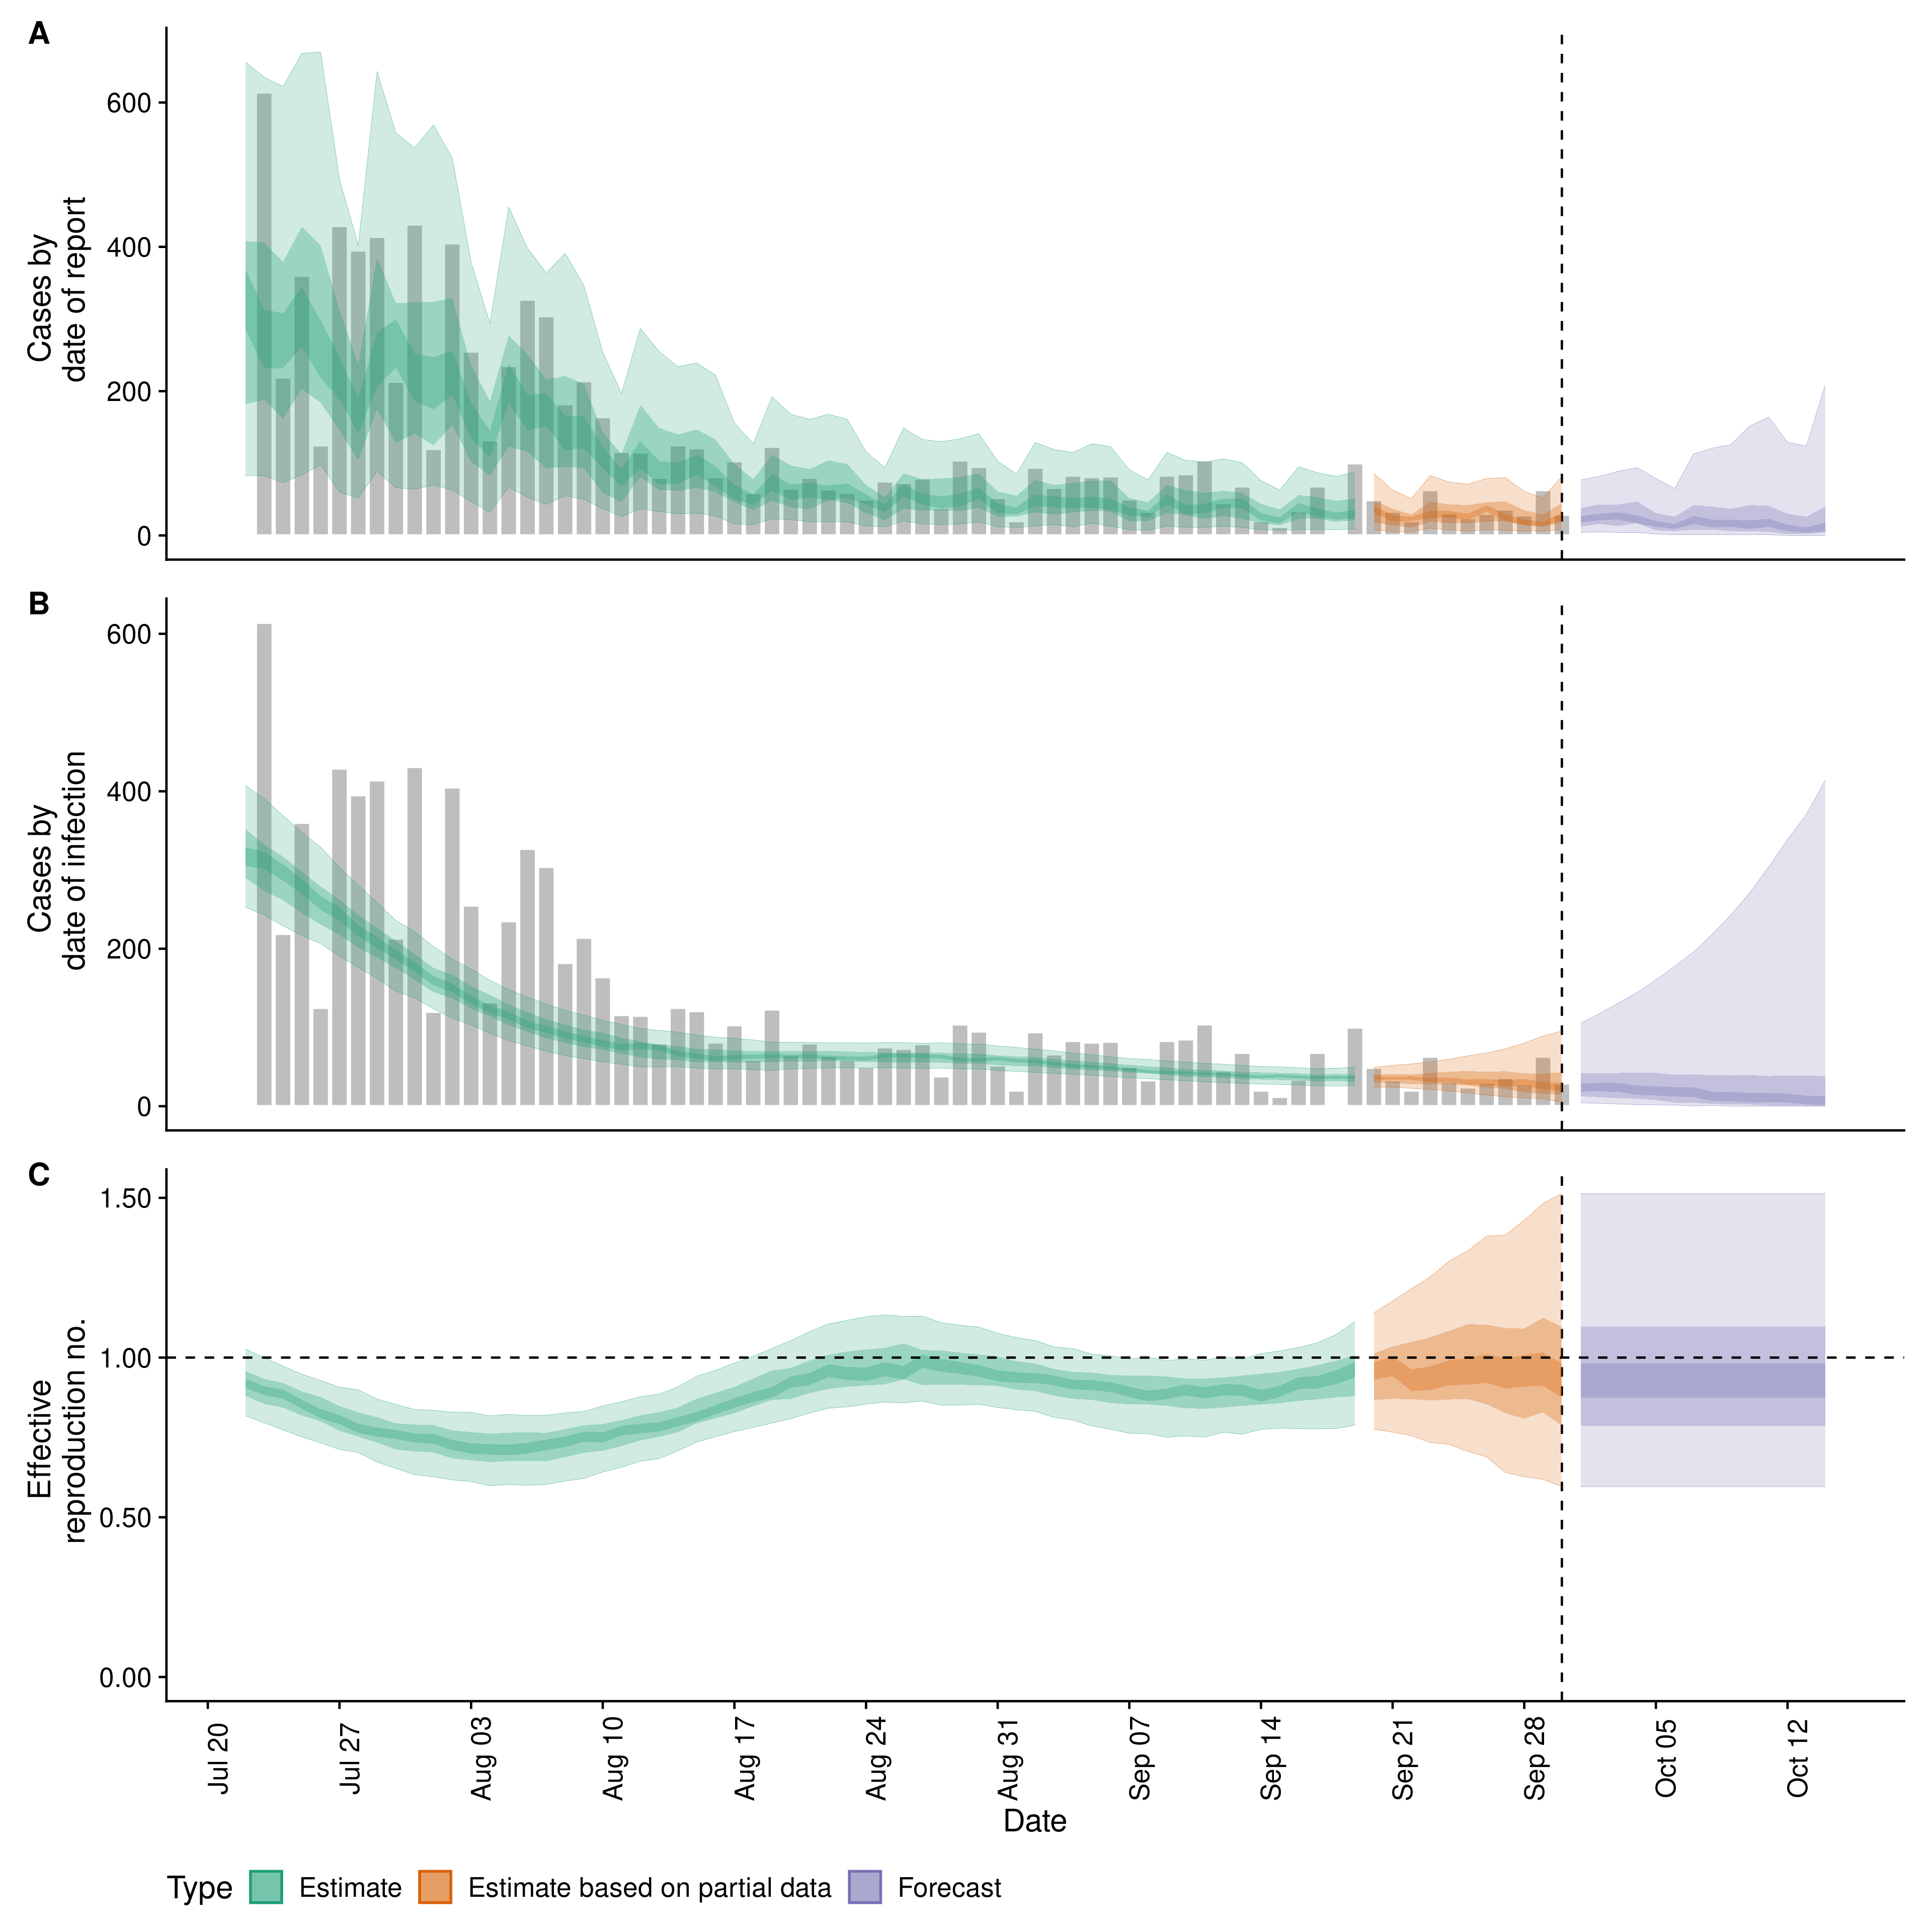 A
Cases by
date of report
600
400
200
0
B
Cases by
date of infection
600
400
200
0
C
Effective
reproduction no.
1.50
1.00
0.50
0.00
Jul 20
Jul 27
Aug 03
Aug 10
Aug 17
Aug 24
Aug 31
Sep 07
Sep 14
Sep 21
Sep 28
Oct 05
Oct 12
Date
Type Estimate Estimate based on partial data Forecast